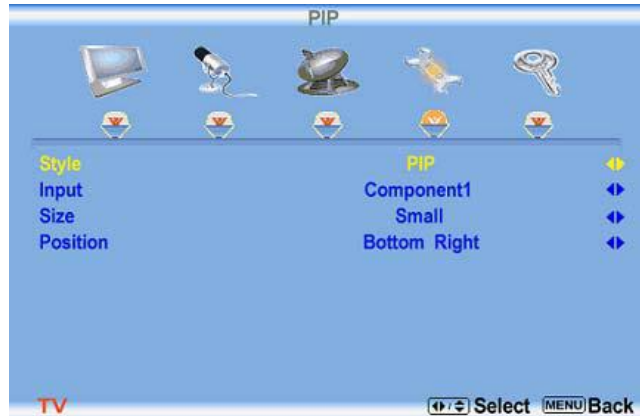 PIP
Style PIP
Input Component1
Size Small
Position Bottom Right
TV Select MENU Back